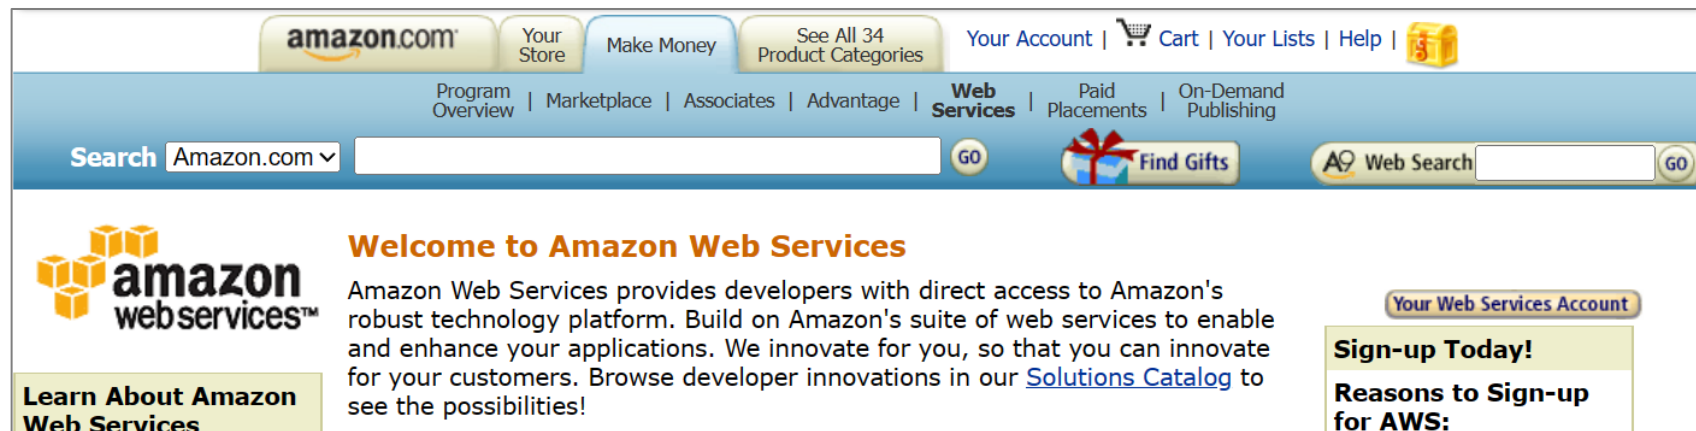 amazon.com
Your Store
Make Money
See All 34 Product Categories
Your Account | Cart | Your Lists | Help |
Program Overview | Marketplace | Associates | Advantage | Web Services | Paid Placements | On-Demand Publishing
Search Amazon.com GO Find Gifts A9 Web Search GO
amazon
webservices™
Welcome to Amazon Web Services
Amazon Web Services provides developers with direct access to Amazon's
robust technology platform. Build on Amazon's suite of web services to enable
and enhance your applications. We innovate for you, so that you can innovate
for your customers. Browse developer innovations in our Solutions Catalog to
see the possibilities!
Your Web Services Account
Sign-up Today!
Reasons to Sign-up
for AWS:
Learn About Amazon
Web Services